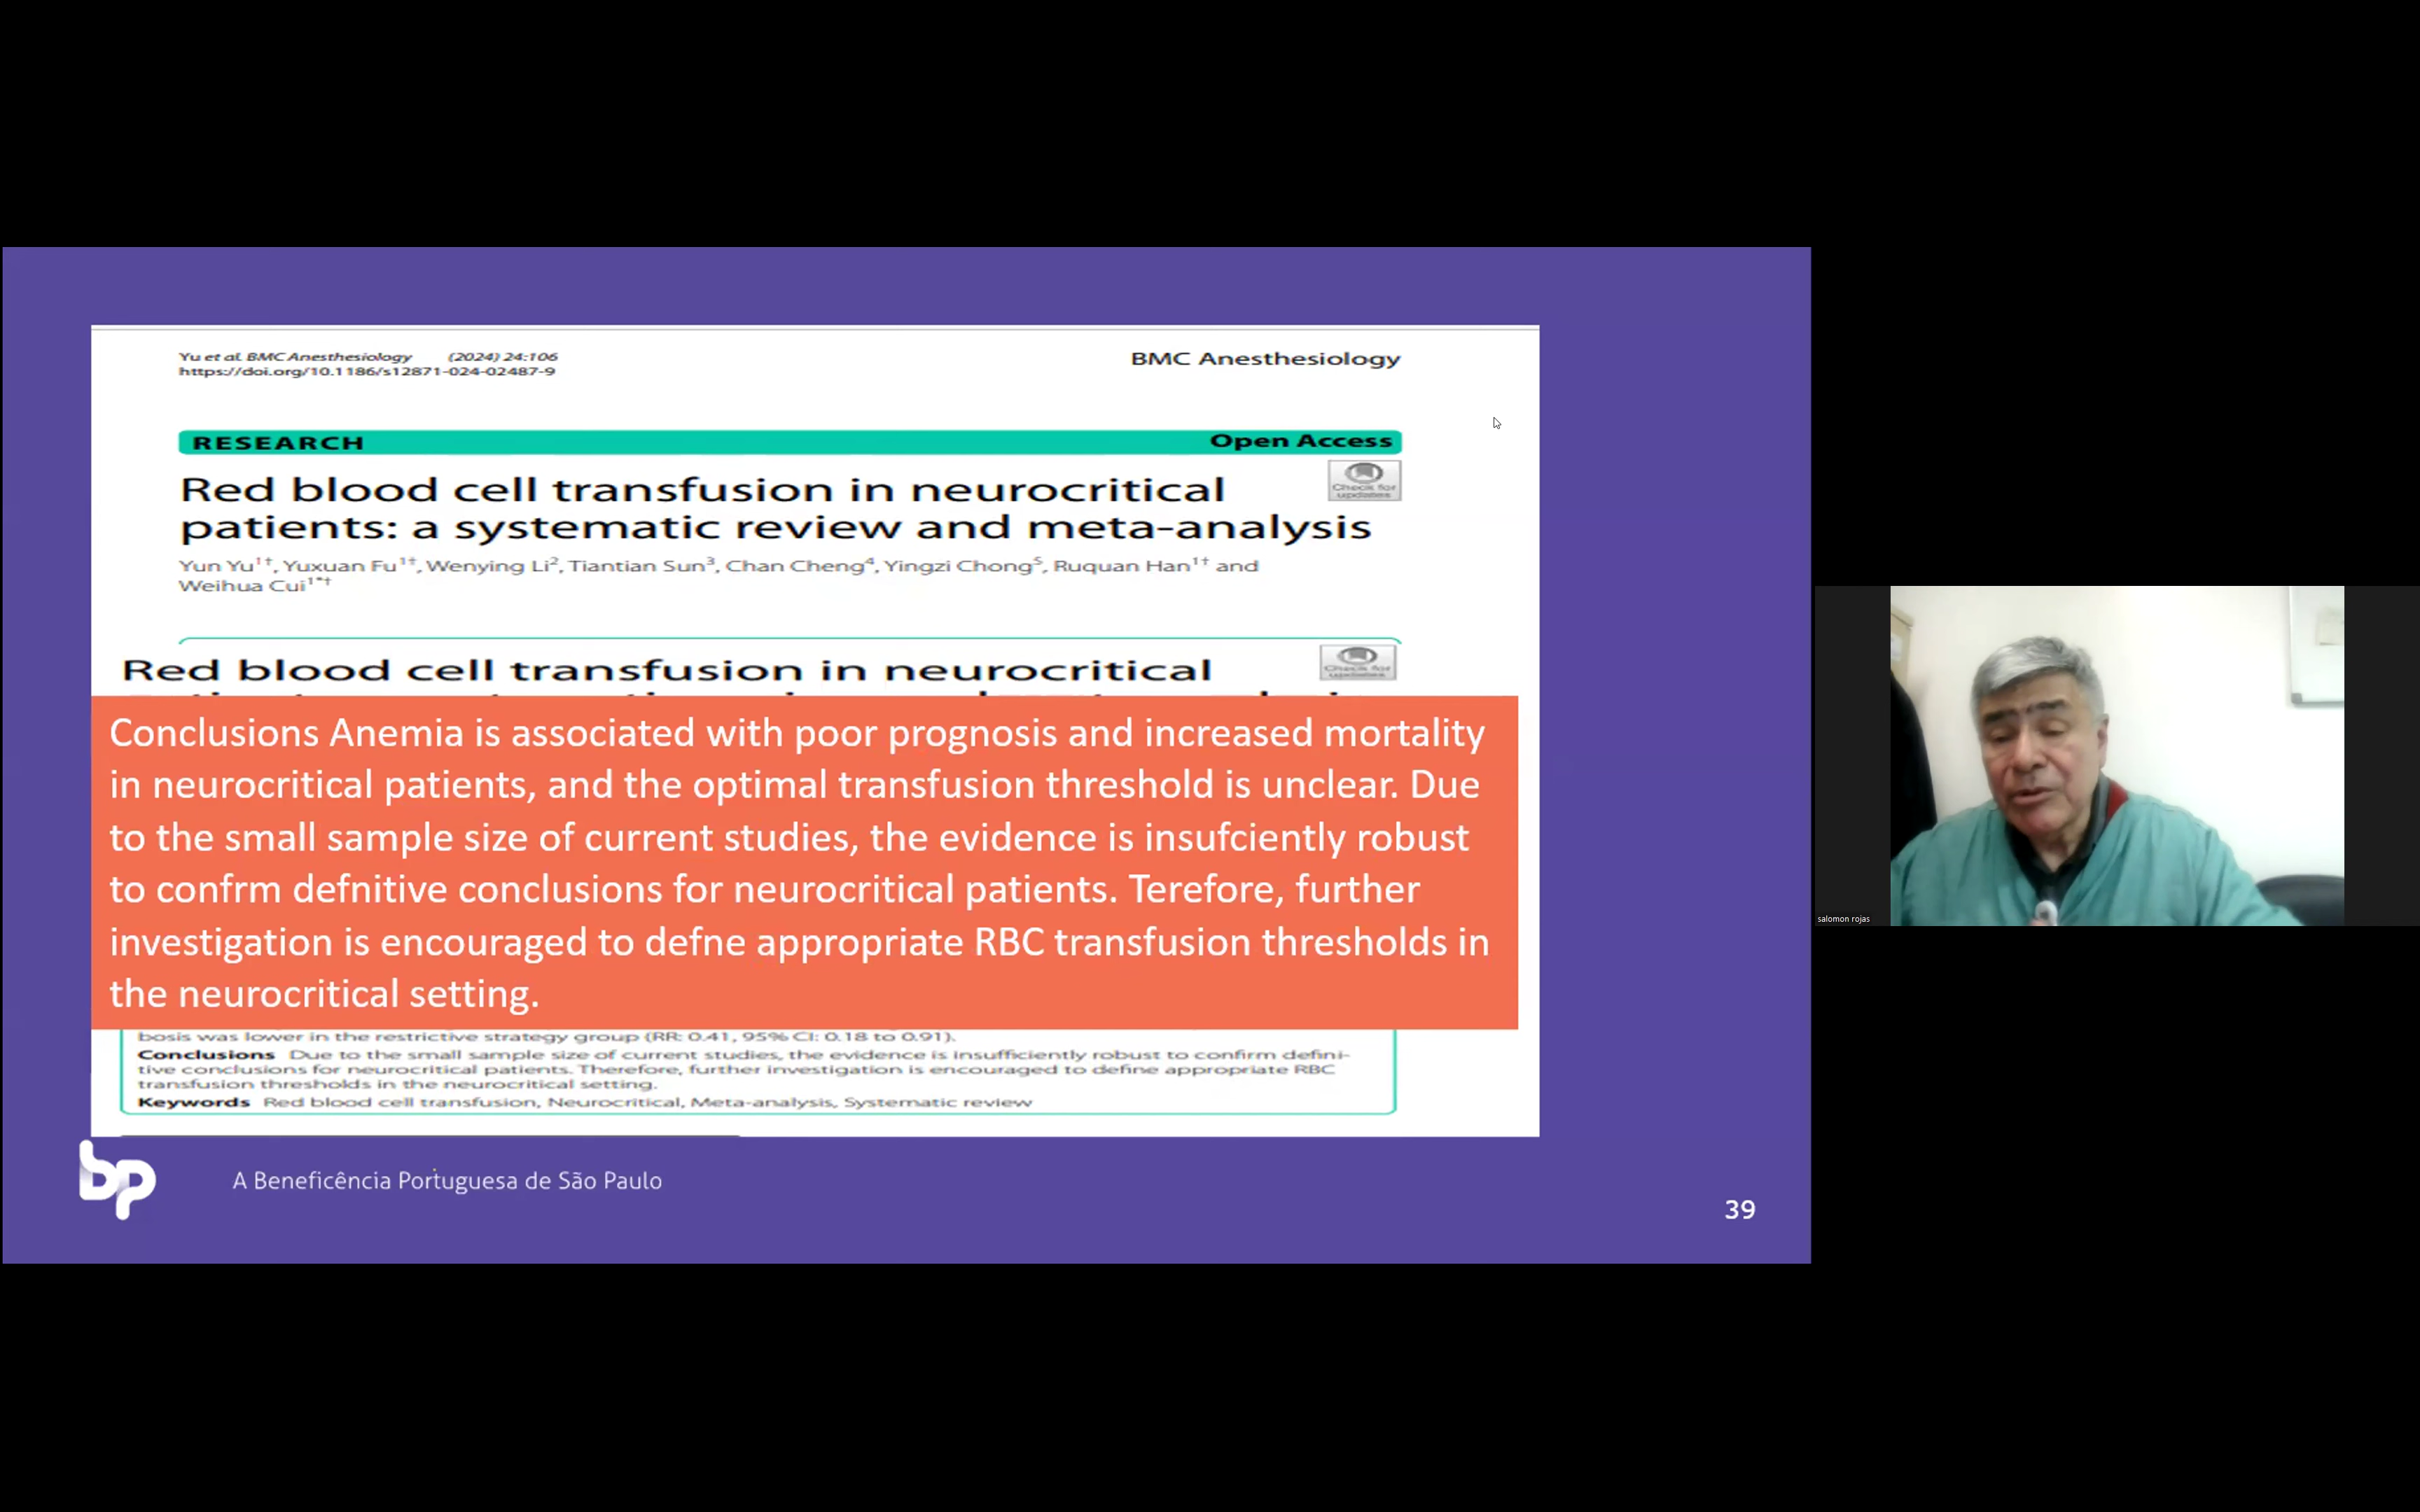 Yu et al. BMC Anesthesiology (2024) 24:106
https://doi.org/10.1186/s12871-024-02487-9
BMC Anesthesiology
RESEARCH Open Access
Red blood cell transfusion in neurocritical
patients: a systematic review and meta-analysis
Check for
updates
Yun Yu1†, Yuxuan Fu1†, Wenying Li2, Tiantian Sun3, Chan Cheng4, Yingzi Chong5, Ruquan Han1† and
Weihua Cui1*†
Red blood cell transfusion in neurocritical
Check for
updates
Conclusions Anemia is associated with poor prognosis and increased mortality
in neurocritical patients, and the optimal transfusion threshold is unclear. Due
to the small sample size of current studies, the evidence is insufciently robust
to confrm defnitive conclusions for neurocritical patients. Terefore, further
investigation is encouraged to defne appropriate RBC transfusion thresholds in
the neurocritical setting.
bosis was lower in the restrictive strategy group (RR: 0.41, 95% CI: 0.18 to 0.91).
Conclusions Due to the small sample size of current studies, the evidence is insufficiently robust to confirm defini-
tive conclusions for neurocritical patients. Therefore, further investigation is encouraged to define appropriate RBC
transfusion thresholds in the neurocritical setting.
Keywords Red blood cell transfusion, Neurocritical, Meta-analysis, Systematic review
bp
A Beneficência Portuguesa de São Paulo
39
salomon rojas